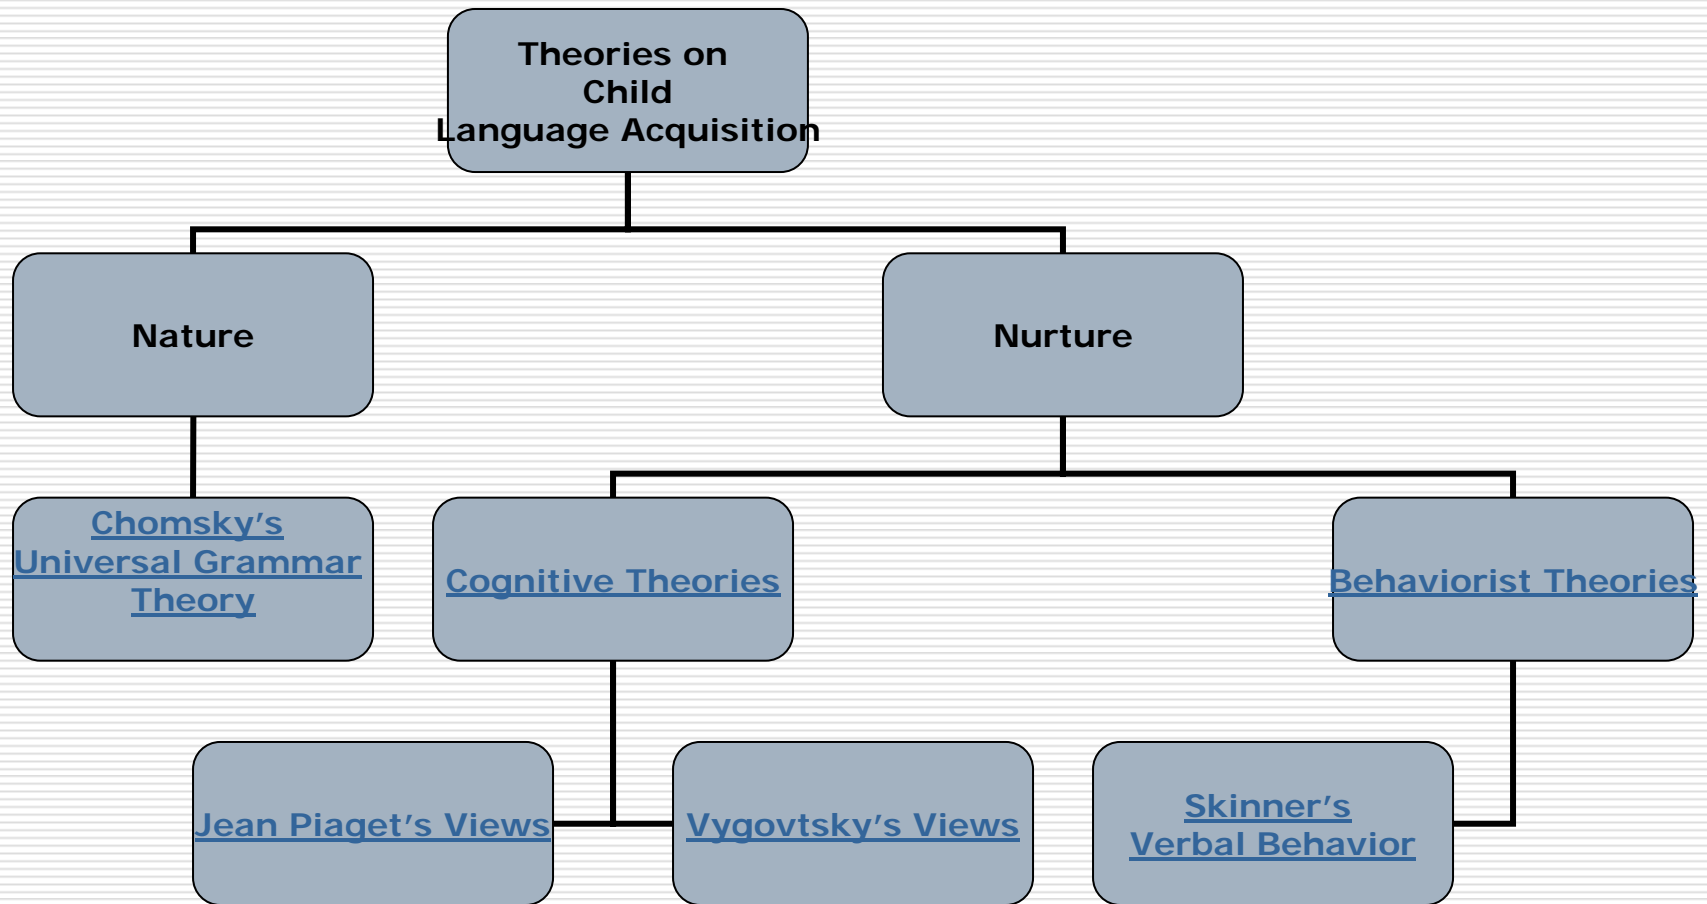 Theories on
Child
Language Acquisition
Nature
Nurture
Chomsky's
Universal Grammar
Theory
Cognitive Theories
Behaviorist Theories
Jean Piaget's Views
Vygovtsky's Views
Skinner's
Verbal Behavior